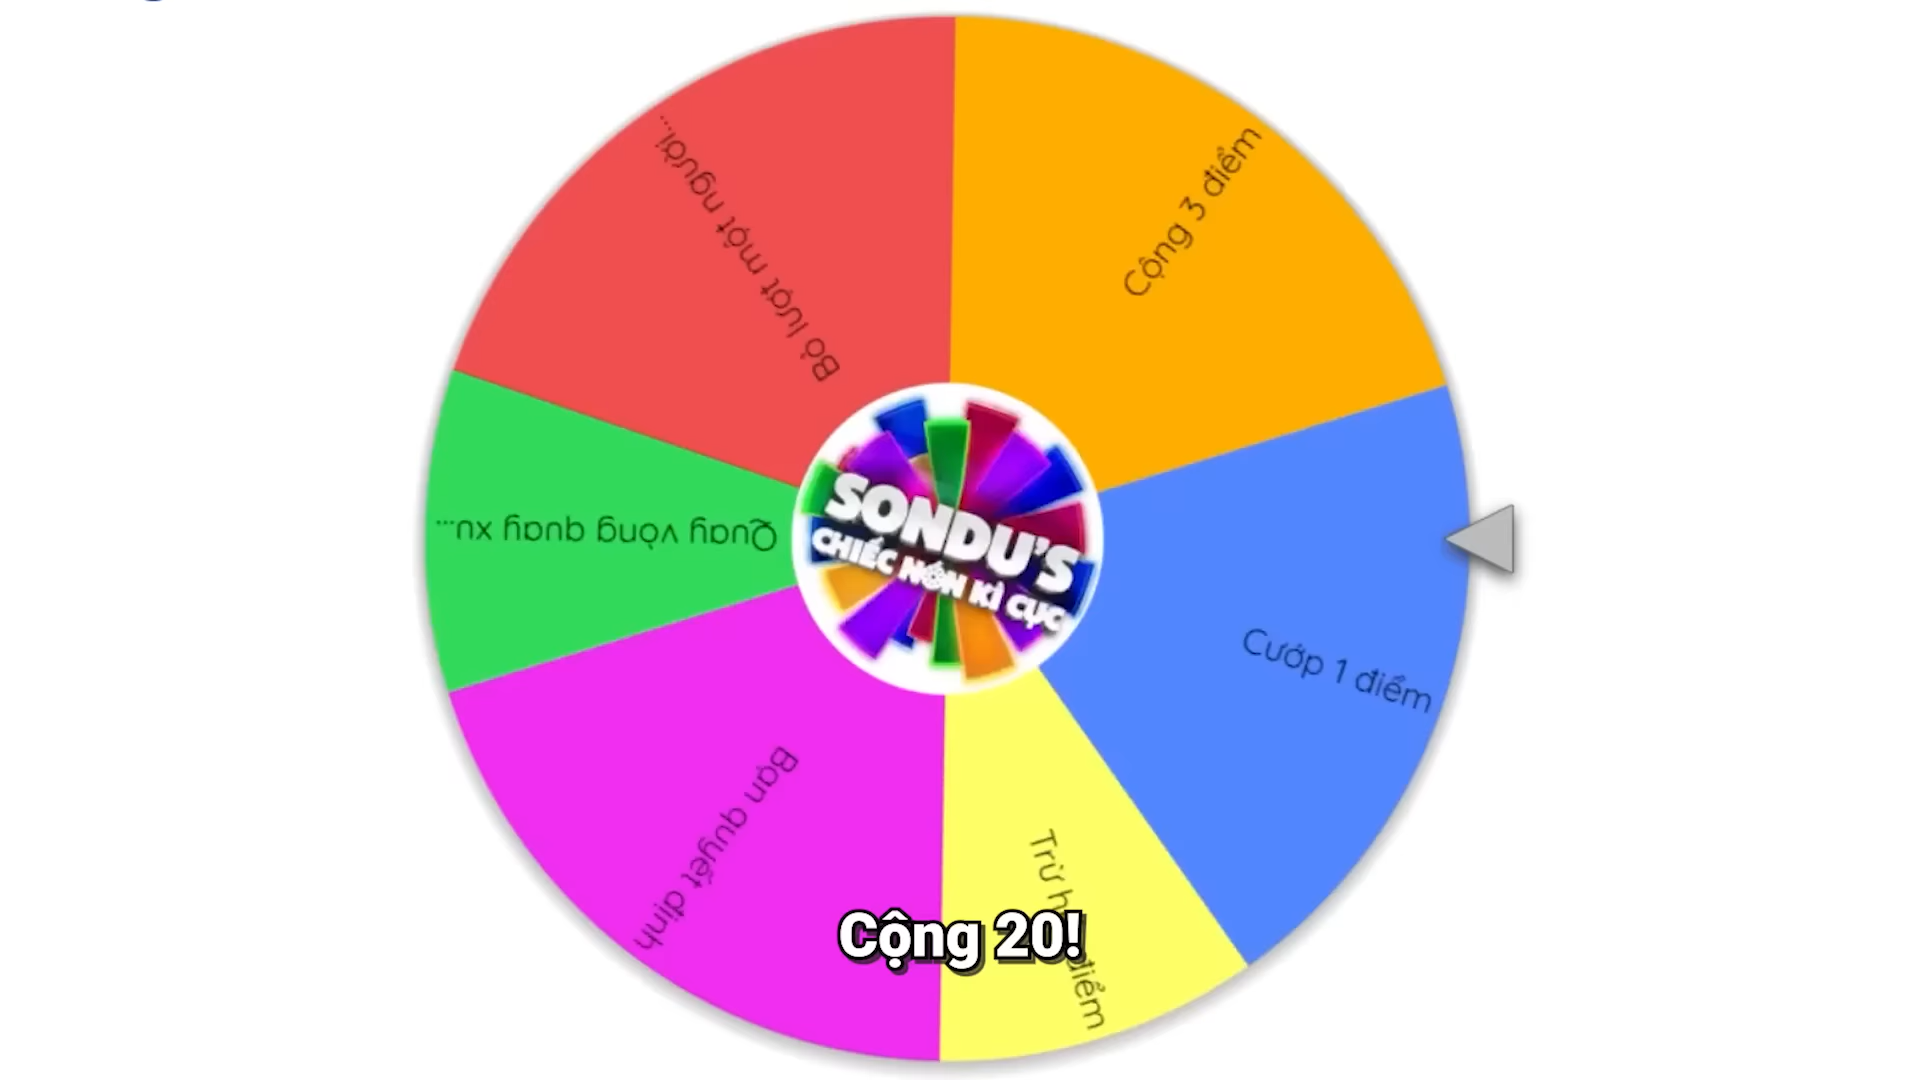 Bỏ lượt một người...
Cộng 3 điểm
Quay vòng quay xu...
SONDU'S
CHIẾC NÓN KÌ CỤC
Cướp 1 điểm
Bạn quyết định
Trừ điểm
Cộng 20!